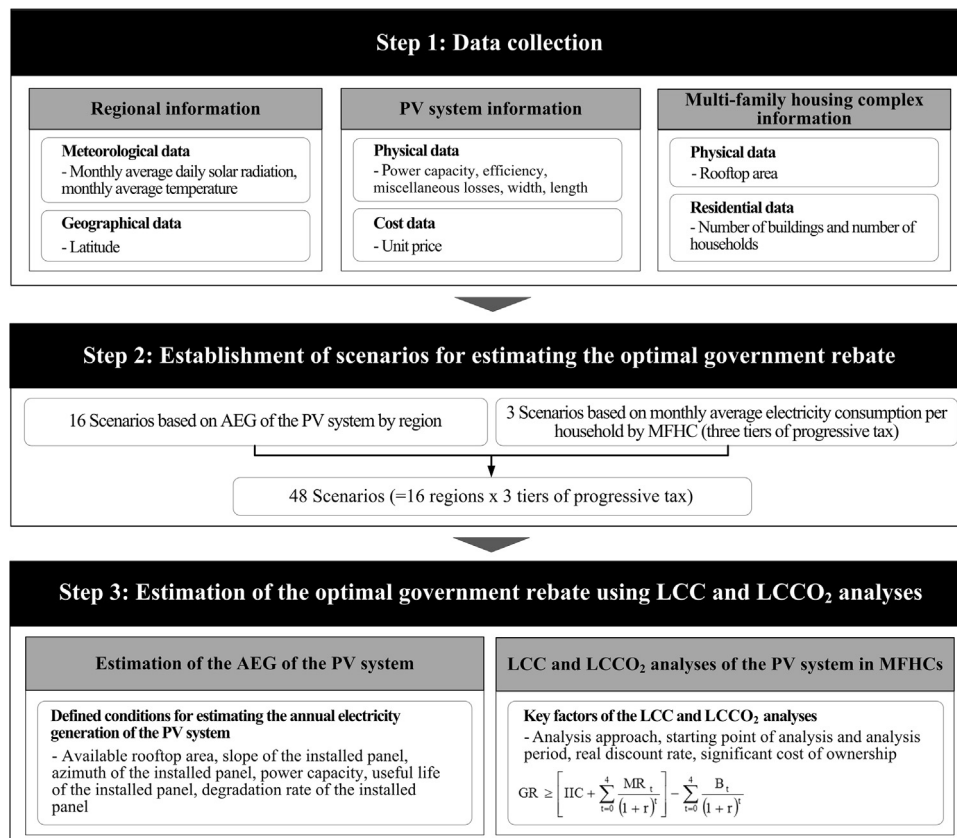 Step 1: Data collection
Regional information
Meteorological data
- Monthly average daily solar radiation,
monthly average temperature
Geographical data
- Latitude
PV system information
Physical data
- Power capacity, efficiency,
miscellaneous losses, width, length
Cost data
- Unit price
Multi-family housing complex
information
Physical data
- Rooftop area
Residential data
- Number of buildings and number of
households
Step 2: Establishment of scenarios for estimating the optimal government rebate
16 Scenarios based on AEG of the PV system by region
3 Scenarios based on monthly average electricity consumption per
household by MFHC (three tiers of progressive tax)
48 Scenarios (=16 regions x 3 tiers of progressive tax)
Step 3: Estimation of the optimal government rebate using LCC and LCCO₂ analyses
Estimation of the AEG of the PV system
Defined conditions for estimating the annual electricity
generation of the PV system
- Available rooftop area, slope of the installed panel,
azimuth of the installed panel, power capacity, useful life
of the installed panel, degradation rate of the installed
panel
LCC and LCCO₂ analyses of the PV system in MFHCs
Key factors of the LCC and LCCO₂ analyses
- Analysis approach, starting point of analysis and analysis
period, real discount rate, significant cost of ownership
GR ≥ [IIC + ∑_{t=0}^{4} MR_t / (1 + r)^t] − ∑_{t=0}^{4} B_t / (1 + r)^t